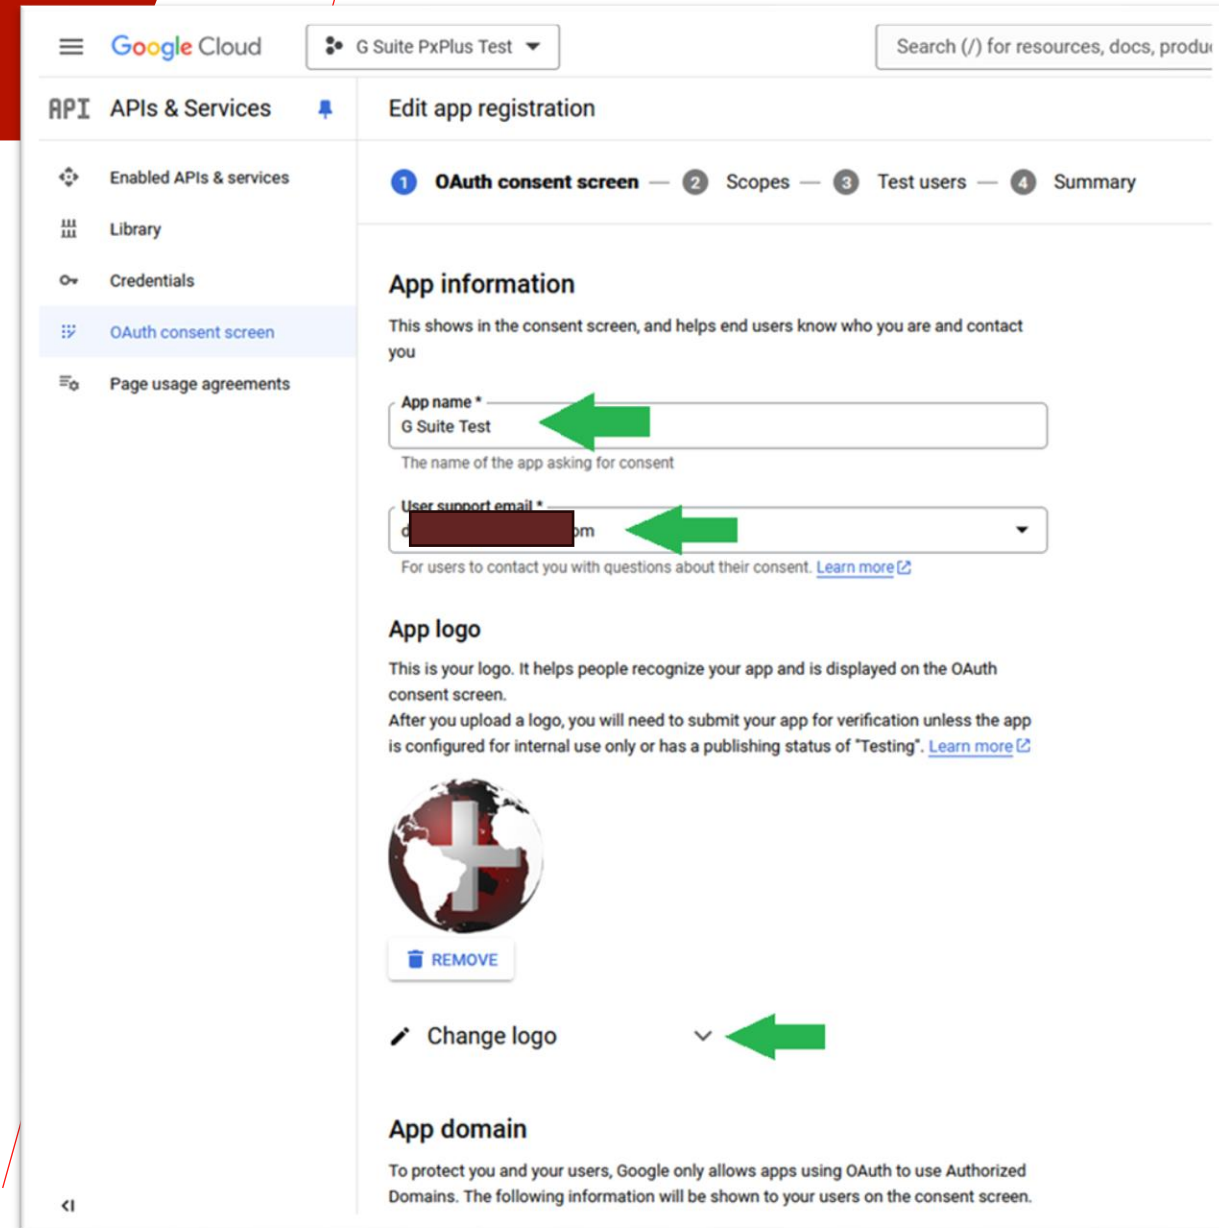 Google Cloud
G Suite PxPlus Test
Search (/) for resources, docs,
API APIs & Services
Edit app registration
Enabled APIs & services
Library
Credentials
OAuth consent screen
Page usage agreements
1 OAuth consent screen — 2 Scopes — 3 Test users — 4 Summary
App information
This shows in the consent screen, and helps end users know who you are and contact
you
App name *
G Suite Test
The name of the app asking for consent
User support email *
For users to contact you with questions about their consent. Learn more
App logo
This is your logo. It helps people recognize your app and is displayed on the OAuth
consent screen.
After you upload a logo, you will need to submit your app for verification unless the app
is configured for internal use only or has a publishing status of "Testing". Learn more
REMOVE
Change logo
App domain
To protect you and your users, Google only allows apps using OAuth to use Authorized
Domains. The following information will be shown to your users on the consent screen.